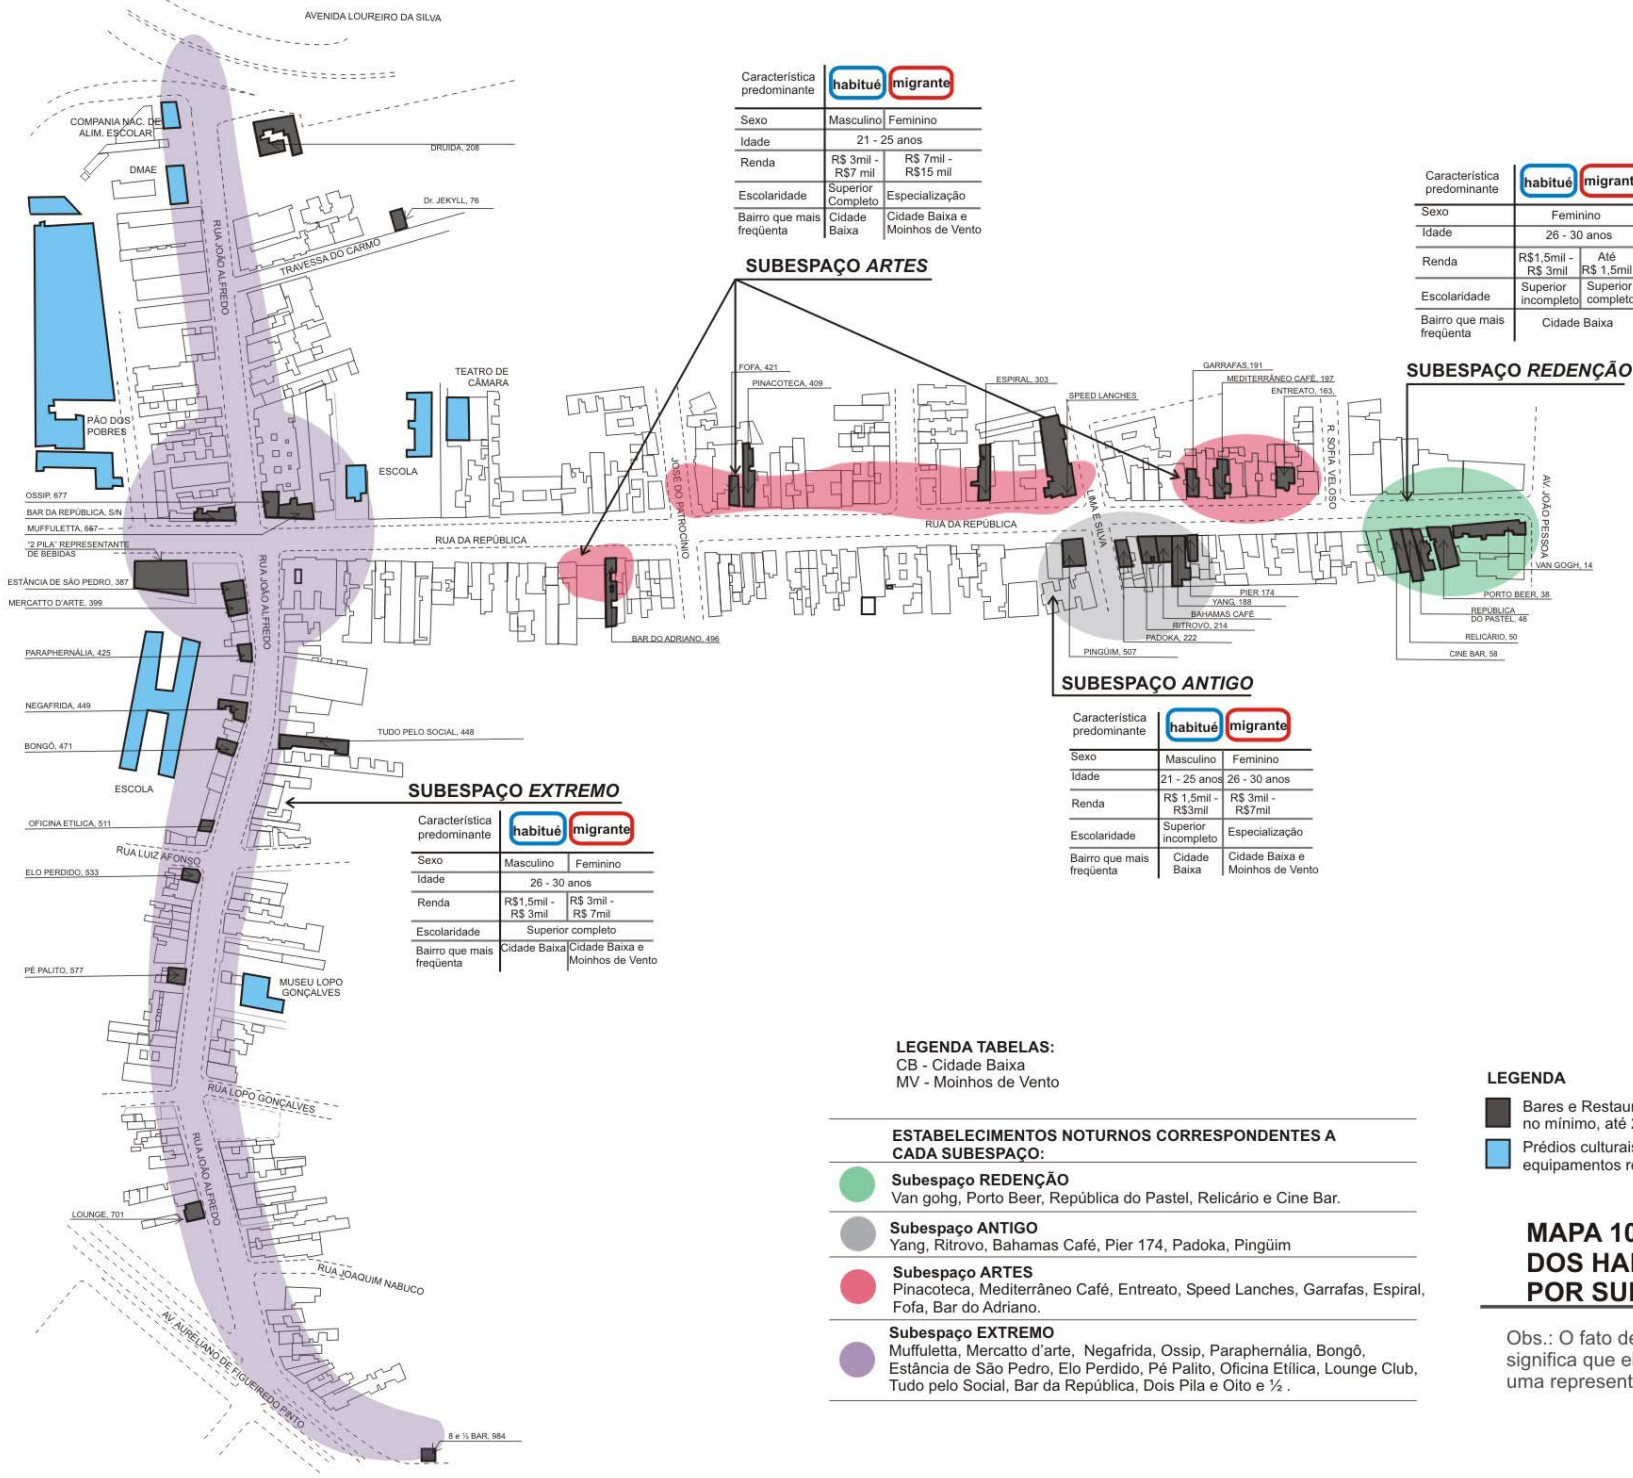 AVENIDA LOUREIRO DA SILVA
COMPANIA NAC. DE
ALIM. ESCOLAR
DMAE
DRUIDA, 208
Dr. JEKYLL, 76
TRAVESSA DO CARMO
RUA JOÃO ALFREDO
PÃO DOS
POBRES
TEATRO DE
CÂMARA
ESCOLA
Característica
predominante
habitué
migrante
Sexo
Masculino
Feminino
Idade
21 - 25 anos
Renda
R$ 3mil -
R$7 mil
R$ 7mil -
R$15 mil
Escolaridade
Superior
Completo
Especialização
Bairro que mais
freqüenta
Cidade
Baixa
Cidade Baixa e
Moinhos de Vento
SUBESPAÇO ARTES
Característica
predominante
habitué
Sexo
Feminino
Idade
26 - 30 anos
Renda
R$1,5mil -
R$ 3mil
Até
R$ 1,5mil
Escolaridade
Superior
incompleto
Superior
completo
Bairro que mais
freqüenta
Cidade Baixa
SUBESPAÇO REDENÇÃO
FOFA, 421
PINACOTECA, 409
ESPIRAL, 303
SPEED LANCHES
GARRAFAS,191
MEDITERRÂNEO CAFÉ, 197
ENTREATO, 163,
R. SOFIA VELOSO
AV. JOÃO PESSOA
JOSÉ DO PATROCÍNIO
LIMA E SILVA
RUA DA REPÚBLICA
RUA DA REPÚBLICA
OSSIP, 677
BAR DA REPÚBLICA, S/N
MUFFULETTA, 667
"2 PILA" REPRESENTANTE
DE BEBIDAS
ESTÂNCIA DE SÃO PEDRO, 387
MERCATTO D'ARTE, 399
PARAPHERNÁLIA, 425
NEGAFRIDA, 449
BONGÔ, 471
ESCOLA
OFICINA ETILICA, 511
RUA LUIZ AFONSO
ELO PERDIDO, 533
PÉ PALITO, 577
RUA JOÃO ALFREDO
TUDO PELO SOCIAL, 448
BAR DO ADRIANO, 496
PIER 174
YANG, 188
BAHAMAS CAFÉ
RITROVO, 214
PADOKA, 222
PINGÜIM, 507
VAN GOGH, 14
PORTO BEER, 38
REPÚBLICA
DO PASTEL, 46
RELICÁRIO, 50
CINE BAR, 58
SUBESPAÇO ANTIGO
Característica
predominante
habitué
migrante
Sexo
Masculino
Feminino
Idade
21 - 25 anos
26 - 30 anos
Renda
R$ 1,5mil -
R$3mil
R$ 3mil -
R$7mil
Escolaridade
Superior
incompleto
Especialização
Bairro que mais
freqüenta
Cidade
Baixa
Cidade Baixa e
Moinhos de Vento
SUBESPAÇO EXTREMO
Característica
predominante
habitué
migrante
Sexo
Masculino
Feminino
Idade
26 - 30 anos
Renda
R$1,5mil -
R$ 3mil
R$ 3mil -
R$ 7mil
Escolaridade
Superior completo
Bairro que mais
freqüenta
Cidade Baixa
Cidade Baixa e
Moinhos de Vento
MUSEU LOPO
GONÇALVES
RUA LOPO GONÇALVES
RUA JOÃO ALFREDO
LOUNGE, 701
RUA JOAQUIM NABUCO
AV. AURELIANO DE FIGUEIREDO PINTO
8 e ½ BAR, 984
LEGENDA TABELAS:
CB - Cidade Baixa
MV - Moinhos de Vento
ESTABELECIMENTOS NOTURNOS CORRESPONDENTES A
CADA SUBESPAÇO:
Subespaço REDENÇÃO
Van gohg, Porto Beer, República do Pastel, Relicário e Cine Bar.
Subespaço ANTIGO
Yang, Ritrovo, Bahamas Café, Pier 174, Padoka, Pingüim
Subespaço ARTES
Pinacoteca, Mediterrâneo Café, Entreato, Speed Lanches, Garrafas, Espiral,
Fofa, Bar do Adriano.
Subespaço EXTREMO
Muffuletta, Mercatto d'arte, Negafrida, Ossip, Paraphernália, Bongô,
Estância de São Pedro, Elo Perdido, Pé Palito, Oficina Etílica, Lounge Club,
Tudo pelo Social, Bar da República, Dois Pila e Oito e ½ .
LEGENDA
Bares e
no mínimo, até
Prédios
MAPA 10
DOS
POR
Obs.: O fato de
significa que
uma